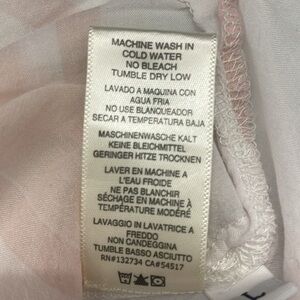 MACHINE WASH IN
COLD WATER
NO BLEACH
TUMBLE DRY LOW
LAVADO A MAQUINA CON
AGUA FRIA
NO USE BLANQUEADOR
SECAR A TEMPERATURA BAJA
MASCHINENWASCHE KALT
KEINE BLEICHMITTEL
GERINGER HITZE TROCKNEN
LAVER EN MACHINE A
L'EAU FROIDE
NE PAS BLANCHIR
SÉCHAGE EN MACHINE À
TEMPÉRATURE MODÉRÉ
LAVAGGIO IN LAVATRICE A
FREDDO
NON CANDEGGINA
TUMBLE BASSO ASCIUTTO
RN#132734 CA#54517